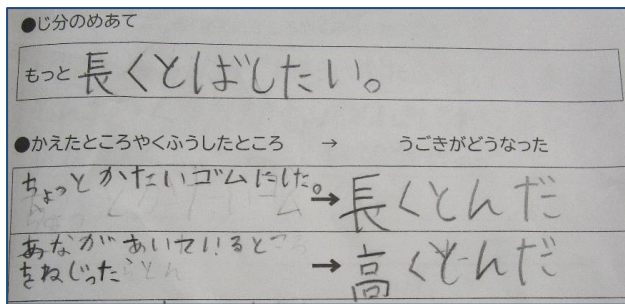 ●じ分のめあて
もっと長くとばしたい。
●かえたところやくふうしたところ → うごきがどうなった
ちょっとかたいゴムにした。→長くとんだ
あながあいているところ
をねじったら→高くとんだ